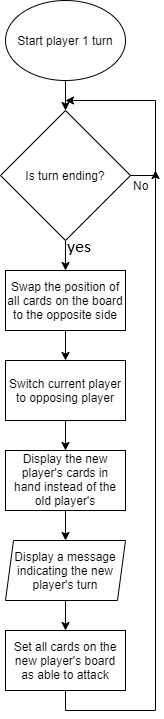 Start player 1 turn
Is turn ending?
No
yes
Swap the position of
all cards on the board
to the opposite side
Switch current player
to opposing player
Display the new
player's cards in
hand instead of the
old player's
Display a message
indicating the new
player's turn
Set all cards on the
new player's board
as able to attack